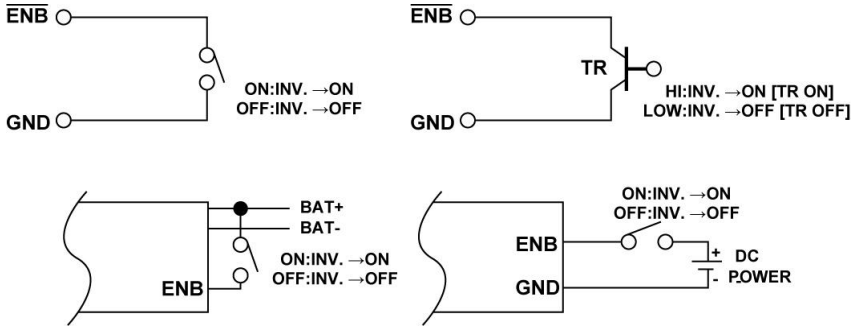 E̅N̅B̅
GND
ON:INV. →ON
OFF:INV. →OFF
E̅N̅B̅
TR
GND
HI:INV. →ON [TR ON]
LOW:INV. →OFF [TR OFF]
BAT+
BAT-
ON:INV. →ON
OFF:INV. →OFF
ENB
ON:INV. →ON
OFF:INV. →OFF
ENB
GND
+ DC
- POWER